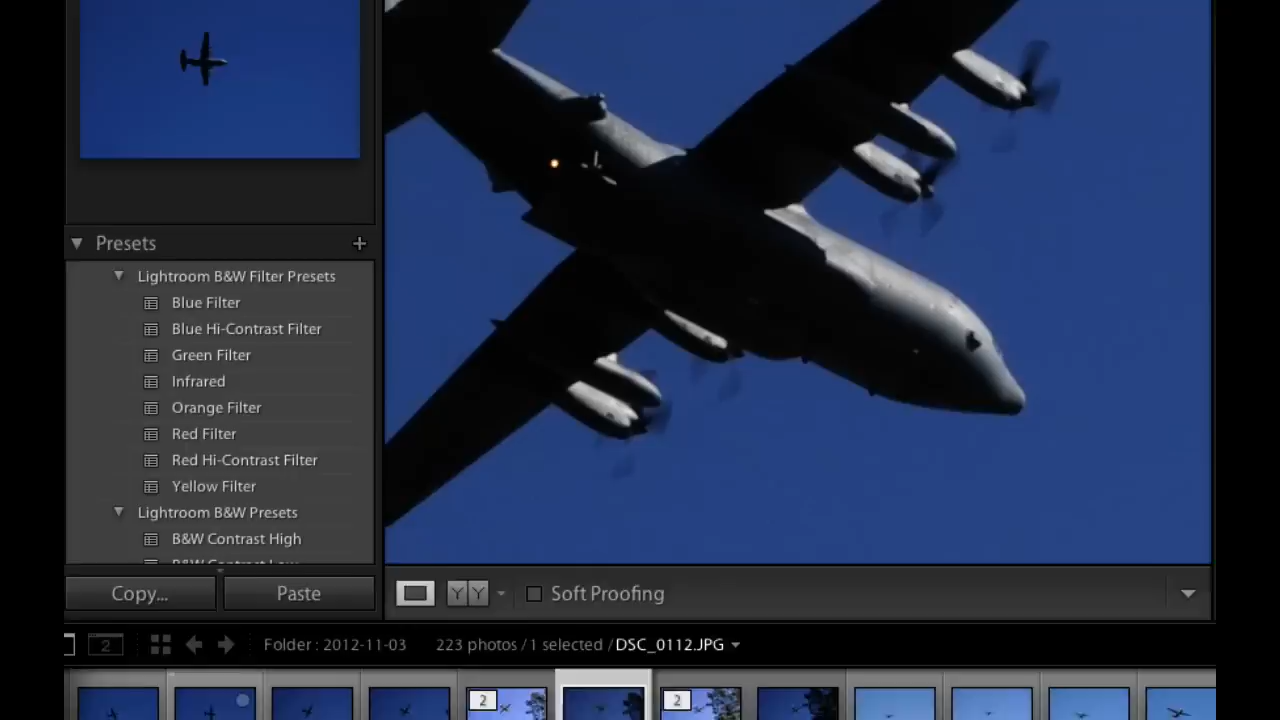 Presets +
Lightroom B&W Filter Presets
Blue Filter
Blue Hi-Contrast Filter
Green Filter
Infrared
Orange Filter
Red Filter
Red Hi-Contrast Filter
Yellow Filter
Lightroom B&W Presets
B&W Contrast High
B&W Contrast Low
Copy... Paste
Y Y Soft Proofing
2 Folder : 2012-11-03 223 photos / 1 selected / DSC_0112.JPG
2 2